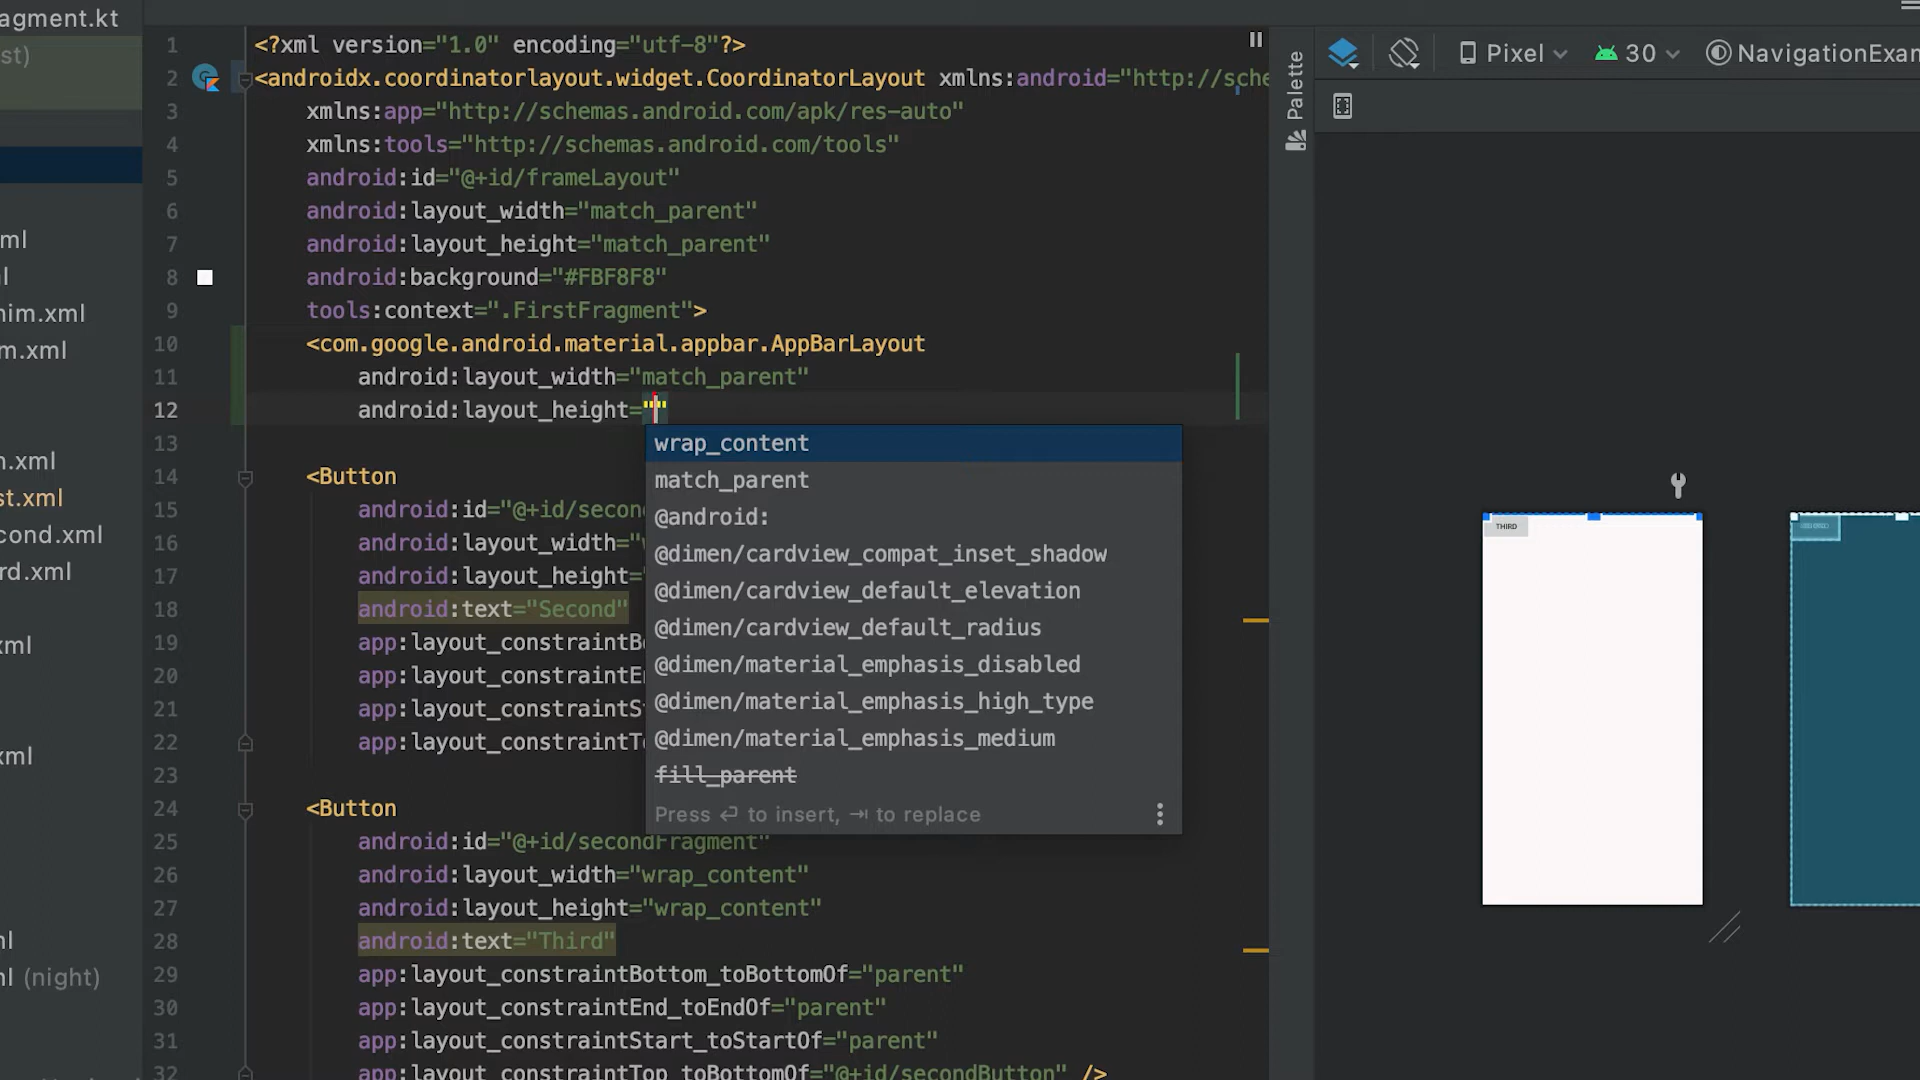 agment.kt
st)
ml
nim.xml
m.xml
n.xml
st.xml
cond.xml
rd.xml
xml
xml
(night)
1 <?xml version="1.0" encoding="utf-8"?>
2 <androidx.coordinatorlayout.widget.CoordinatorLayout xmlns:android="http://sche
3 xmlns:app="http://schemas.android.com/apk/res-auto"
4 xmlns:tools="http://schemas.android.com/tools"
5 android:id="@+id/frameLayout"
6 android:layout_width="match_parent"
7 android:layout_height="match_parent"
8 android:background="#FBF8F8"
9 tools:context=".FirstFragment">
10 <com.google.android.material.appbar.AppBarLayout
11 android:layout_width="match_parent"
12 android:layout_height=""
13
14 <Button
15 android:id="@+id/secon
16 android:layout_width="
17 android:layout_height=
18 android:text="Second"
19 app:layout_constraintBo
20 app:layout_constraintEn
21 app:layout_constraintSt
22 app:layout_constraintTo
23
24 <Button
25 android:id="@+id/secondFragment"
26 android:layout_width="wrap_content"
27 android:layout_height="wrap_content"
28 android:text="Third"
29 app:layout_constraintBottom_toBottomOf="parent"
30 app:layout_constraintEnd_toEndOf="parent"
31 app:layout_constraintStart_toStartOf="parent"
32 app:layout_constraintTop_toBottomOf="@+id/secondButton" />
wrap_content
match_parent
@android:
@dimen/cardview_compat_inset_shadow
@dimen/cardview_default_elevation
@dimen/cardview_default_radius
@dimen/material_emphasis_disabled
@dimen/material_emphasis_high_type
@dimen/material_emphasis_medium
fill_parent
Press ⏎ to insert, ⇥ to replace
Palette
Pixel
30
NavigationExan
THIRD